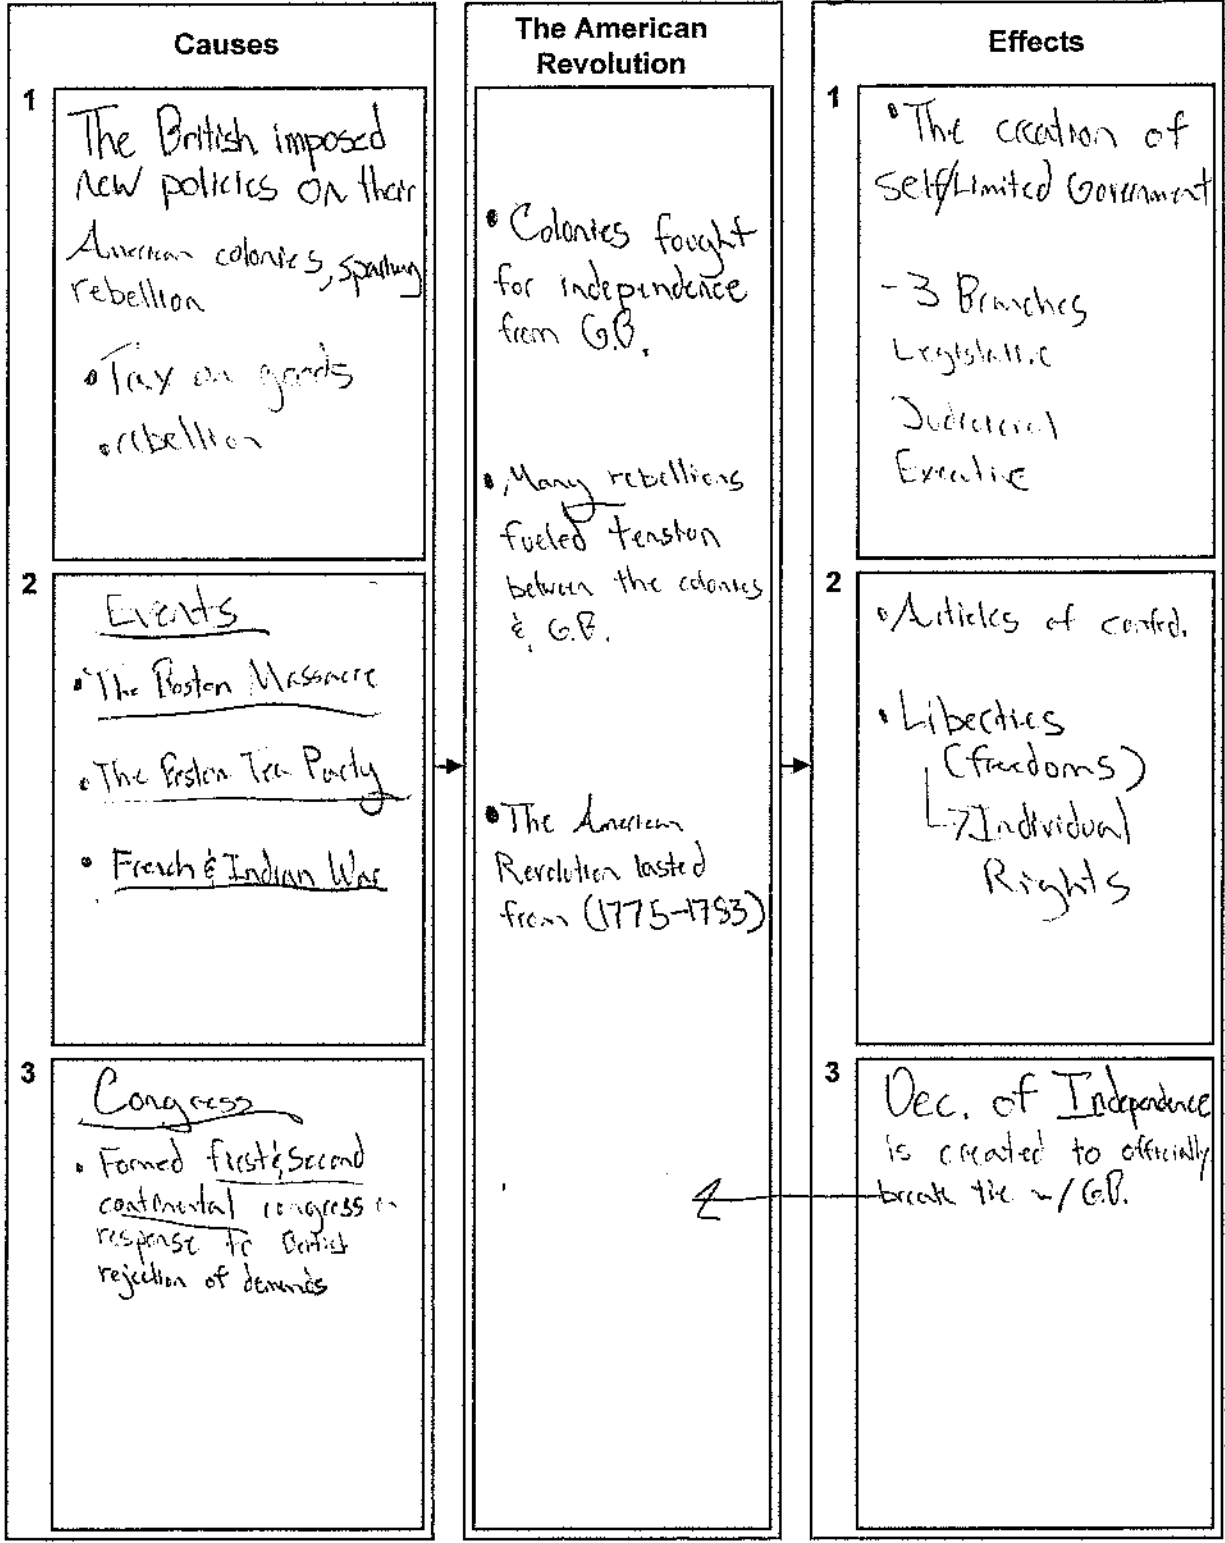 Causes
1
The British imposed
new policies on their
American colonies, sparking
rebellion
• Tax on goods
• rebellion
2
Events
• The Boston Massacre
• The Boston Tea Party
• French & Indian War
3
Congress
• Formed first & Second
continental congress in
response to British
rejection of demands
The American
Revolution
• Colonies fought
for independence
from G.B.
• Many rebellions
fueled tension
between the colonies
& G.B.
• The American
Revolution lasted
from (1775-1783)
Effects
1
• The creation of
Self/Limited Government
- 3 Branches
Legislative
Judicial
Executive
2
• Articles of confed.
• Liberties
(freedoms)
↳ Individual
Rights
3
Dec. of Independence
is created to officially
break tie w/ G.B.